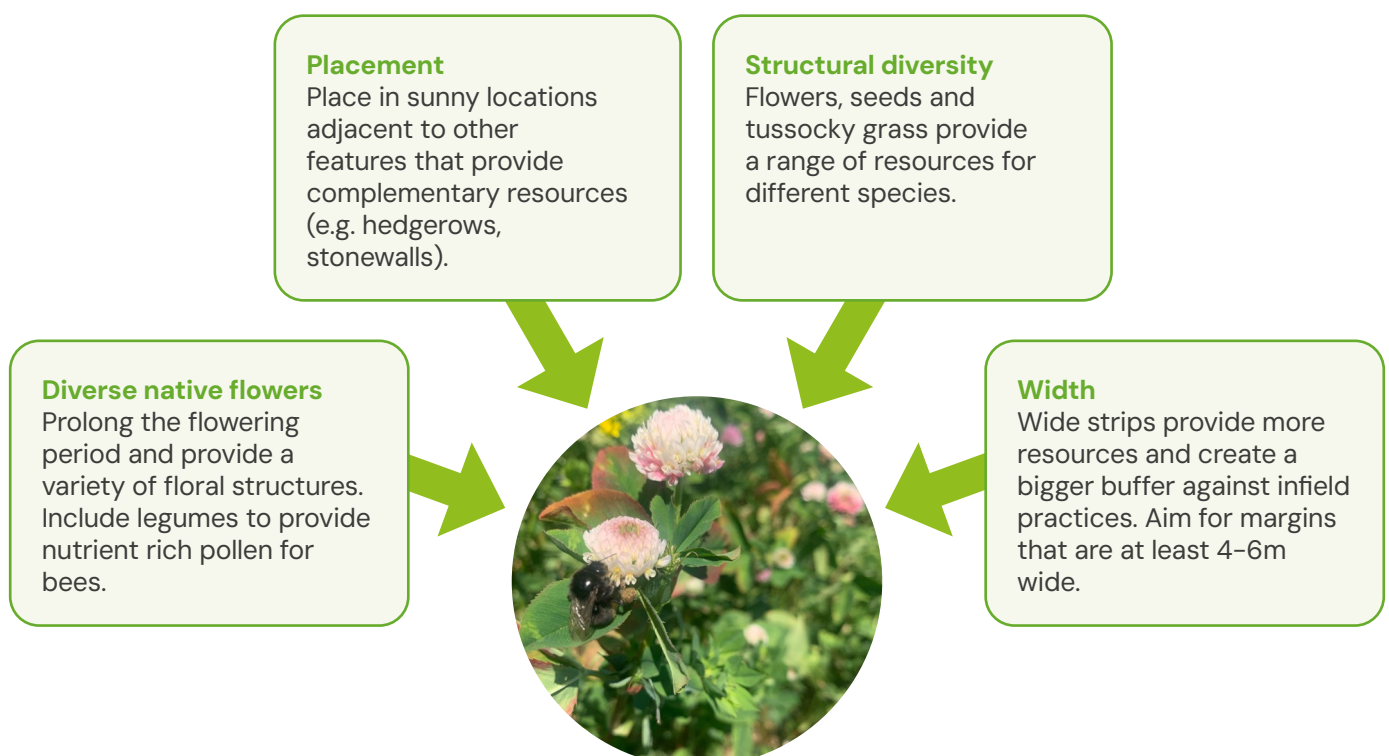 Placement
Place in sunny locations
adjacent to other
features that provide
complementary resources
(e.g. hedgerows,
stonewalls).
Structural diversity
Flowers, seeds and
tussocky grass provide
a range of resources for
different species.
Diverse native flowers
Prolong the flowering
period and provide a
variety of floral structures.
Include legumes to provide
nutrient rich pollen for
bees.
Width
Wide strips provide more
resources and create a
bigger buffer against infield
practices. Aim for margins
that are at least 4-6m
wide.